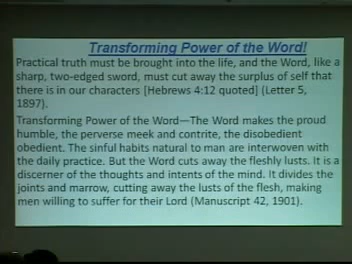 Transforming Power of the Word!
Practical truth must be brought into the life, and the Word, like a
sharp, two-edged sword, must cut away the surplus of self that
there is in our characters [Hebrews 4:12 quoted] (Letter 5,
1897).
Transforming Power of the Word—The Word makes the proud
humble, the perverse meek and contrite, the disobedient
obedient. The sinful habits natural to man are interwoven with
the daily practice. But the Word cuts away the fleshly lusts. It is a
discerner of the thoughts and intents of the mind. It divides the
joints and marrow, cutting away the lusts of the flesh, making
men willing to suffer for their Lord (Manuscript 42, 1901).